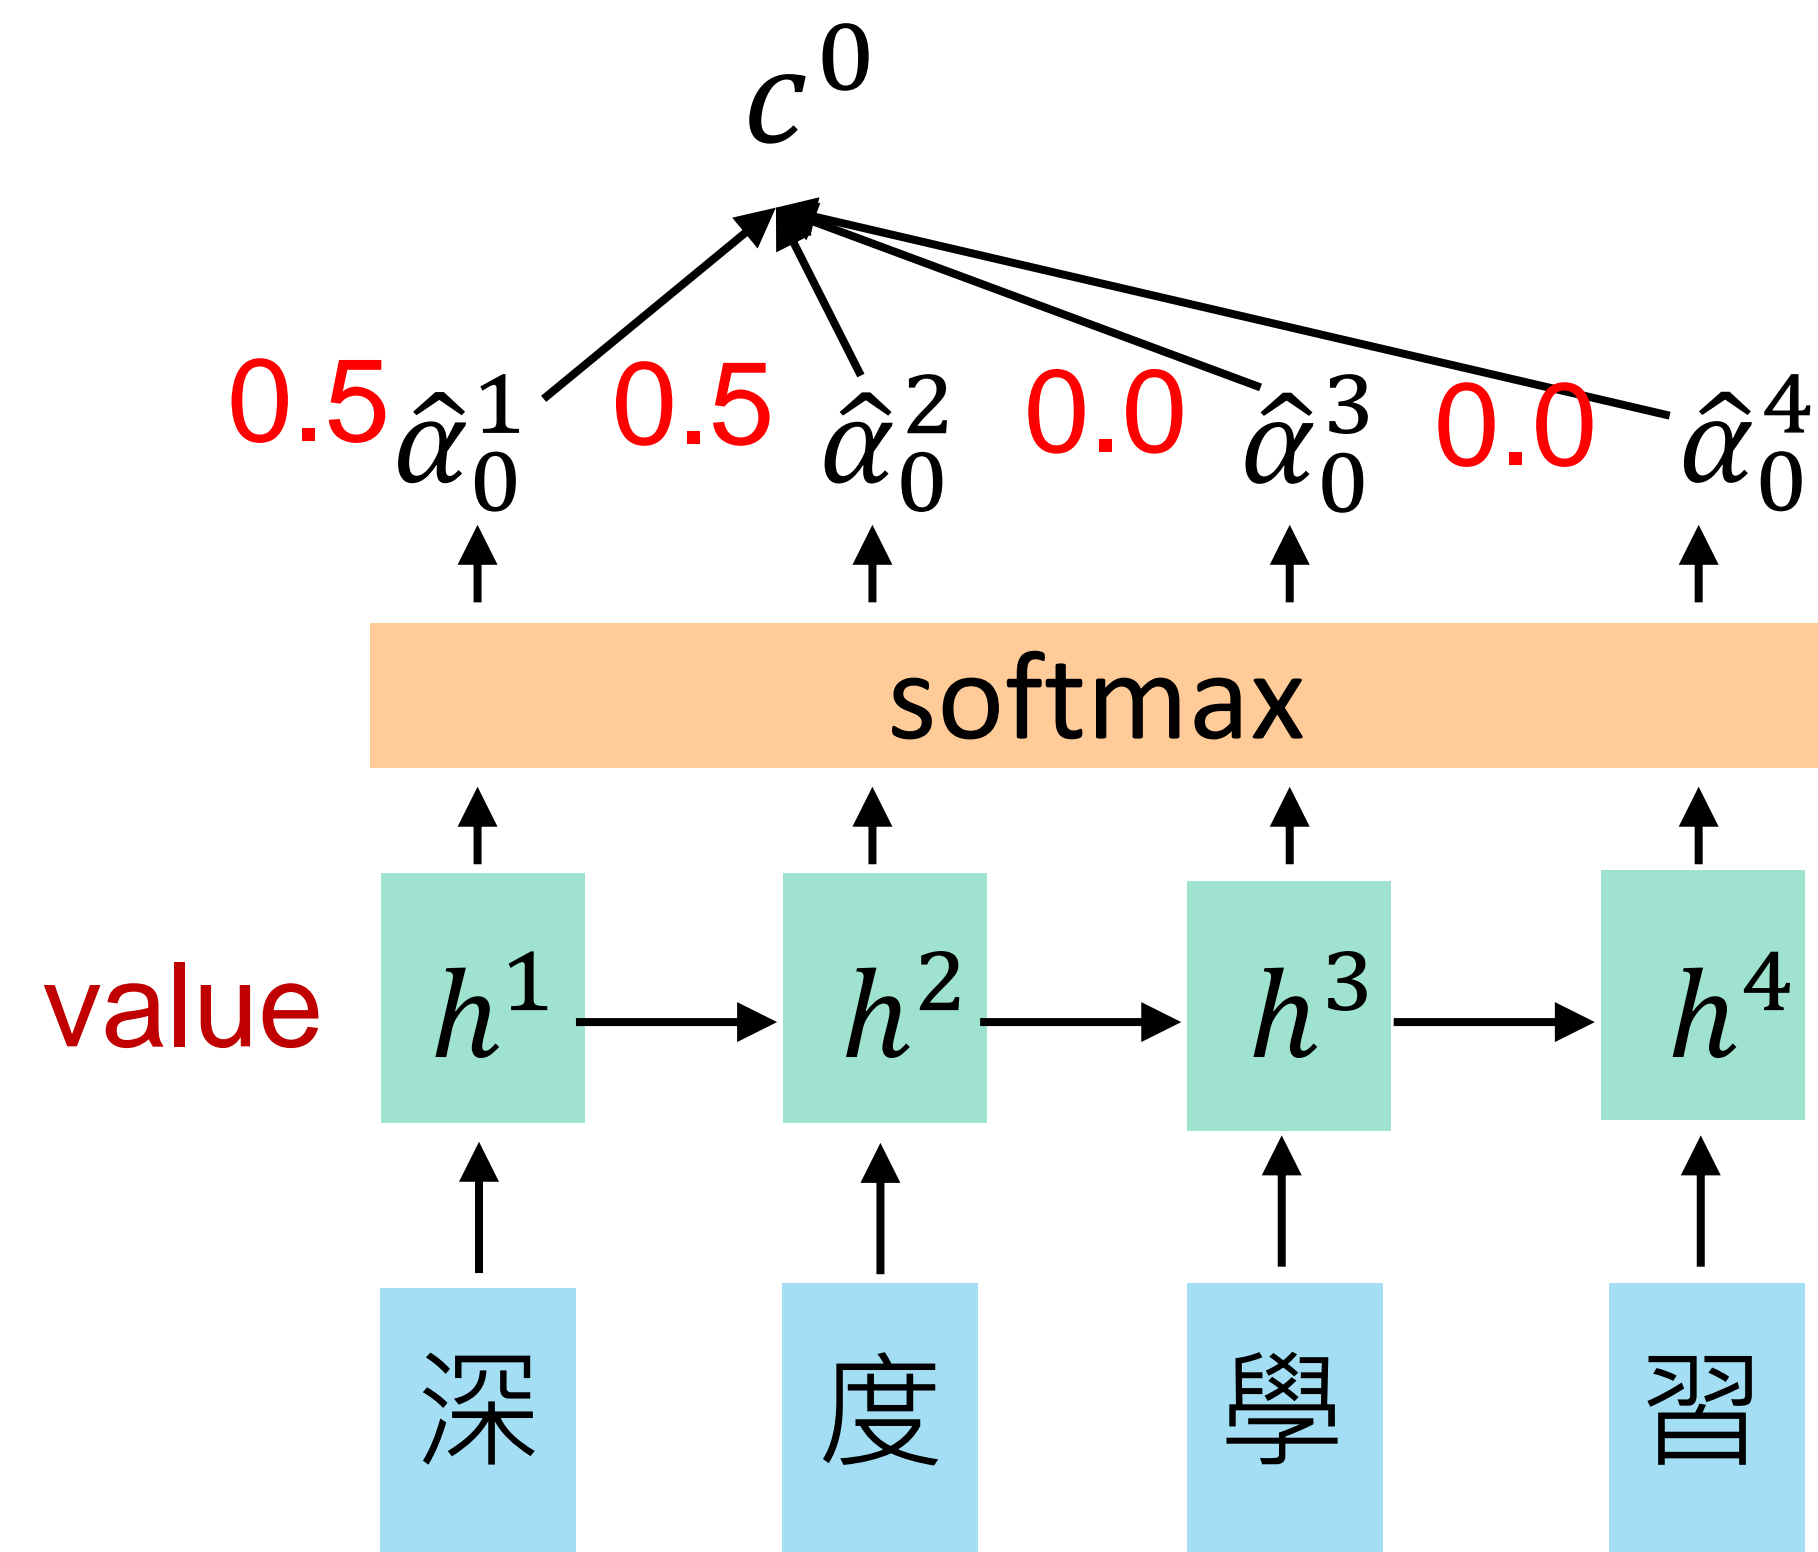 c⁰
0.5 α̂₀¹ 0.5 α̂₀² 0.0 α̂₀³ 0.0 α̂₀⁴
softmax
value h¹ h² h³ h⁴
深 度 學 習